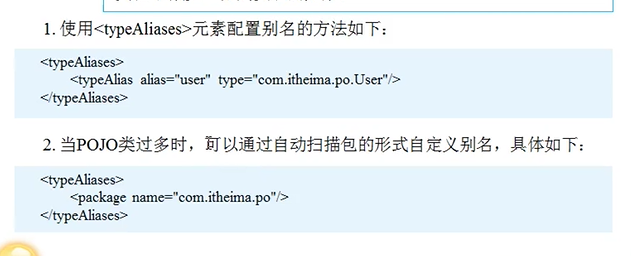 1. 使用<typeAliases>元素配置别名的方法如下：
<typeAliases>
<typeAlias alias="user" type="com.itheima.po.User"/>
</typeAliases>
2. 当POJO类过多时，可以通过自动扫描包的形式自定义别名，具体如下：
<typeAliases>
<package name="com.itheima.po"/>
</typeAliases>